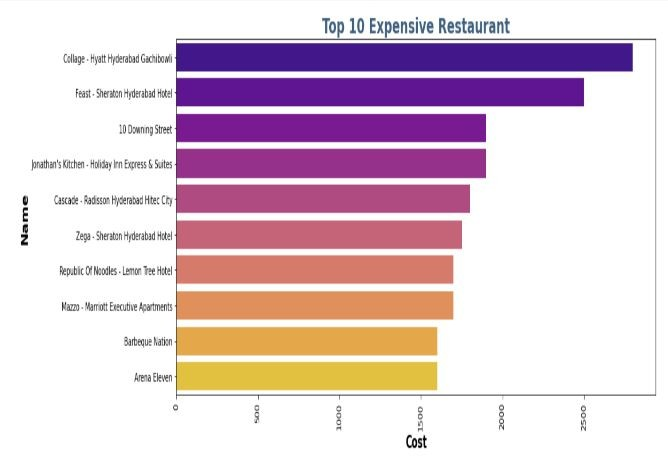 Top 10 Expensive Restaurant
Collage - Hyatt Hyderabad Gachibowli
Feast - Sheraton Hyderabad Hotel
10 Downing Street
Jonathan's Kitchen - Holiday Inn Express & Suites
Cascade - Radisson Hyderabad Hitec City
Zega - Sheraton Hyderabad Hotel
Republic Of Noodles - Lemon Tree Hotel
Mazzo - Marriott Executive Apartments
Barbeque Nation
Arena Eleven
Name
0
500
1000
1500
2000
2500
Cost